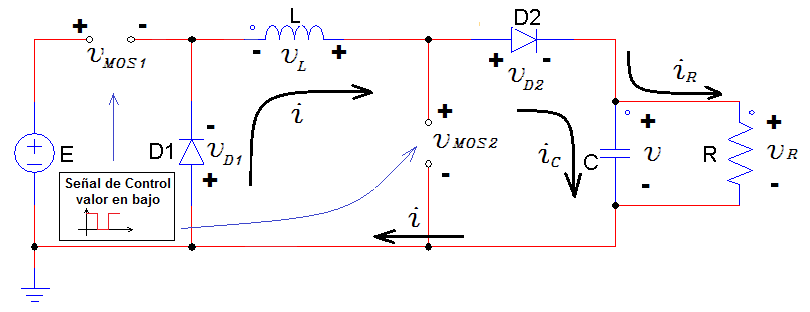 L
D2
+ -
v_MOS1
- +
v_L
+ -
v_D2
i_R
i
E
D1
-
v_D1
+
+
v_MOS2
-
i_C
C
+
v
-
R
+
v_R
-
Señal de Control
valor en bajo
i